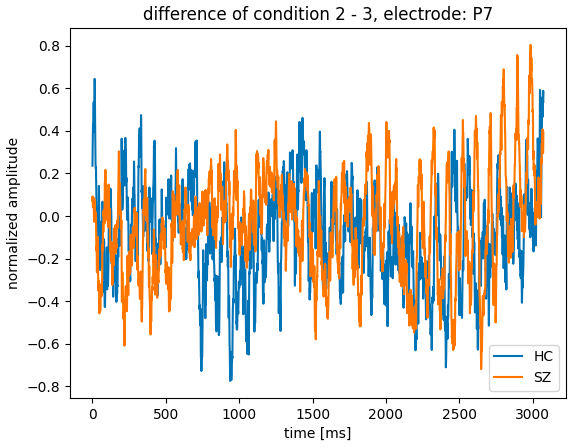 difference of condition 2 - 3, electrode: P7
normalized amplitude
0.8
0.6
0.4
0.2
0.0
−0.2
−0.4
−0.6
−0.8
HC
SZ
0 500 1000 1500 2000 2500 3000
time [ms]